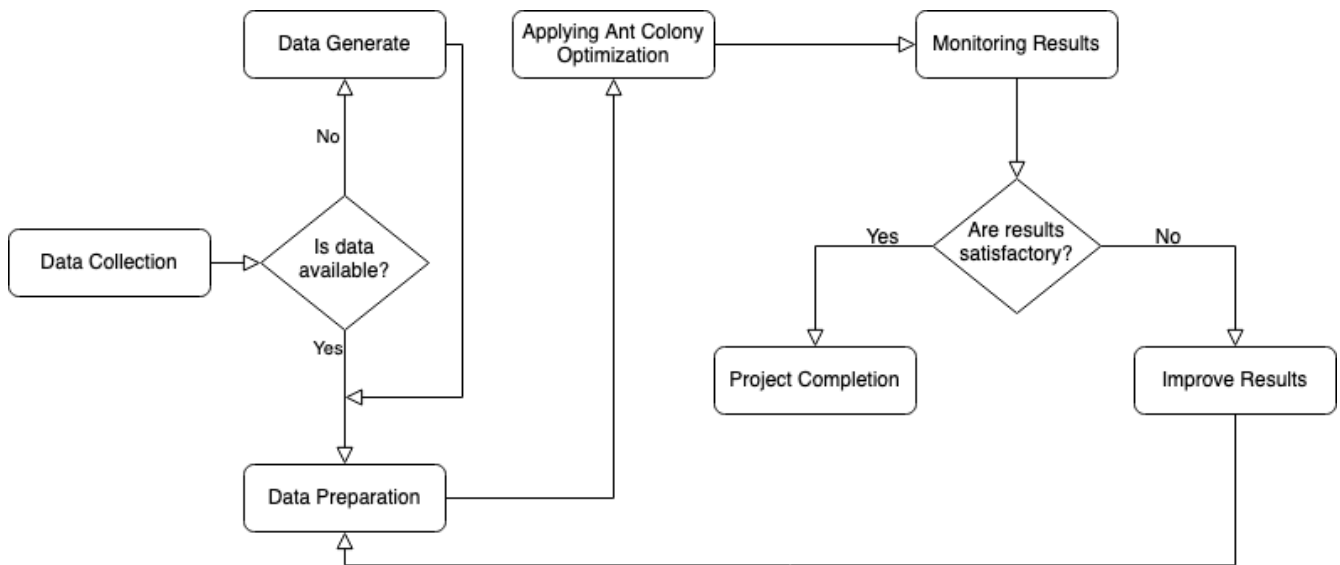 Data Generate
Applying Ant Colony
Optimization
Monitoring Results
No
Data Collection
Is data
available?
Yes
Are results
satisfactory?
No
Yes
Project Completion
Improve Results
Data Preparation